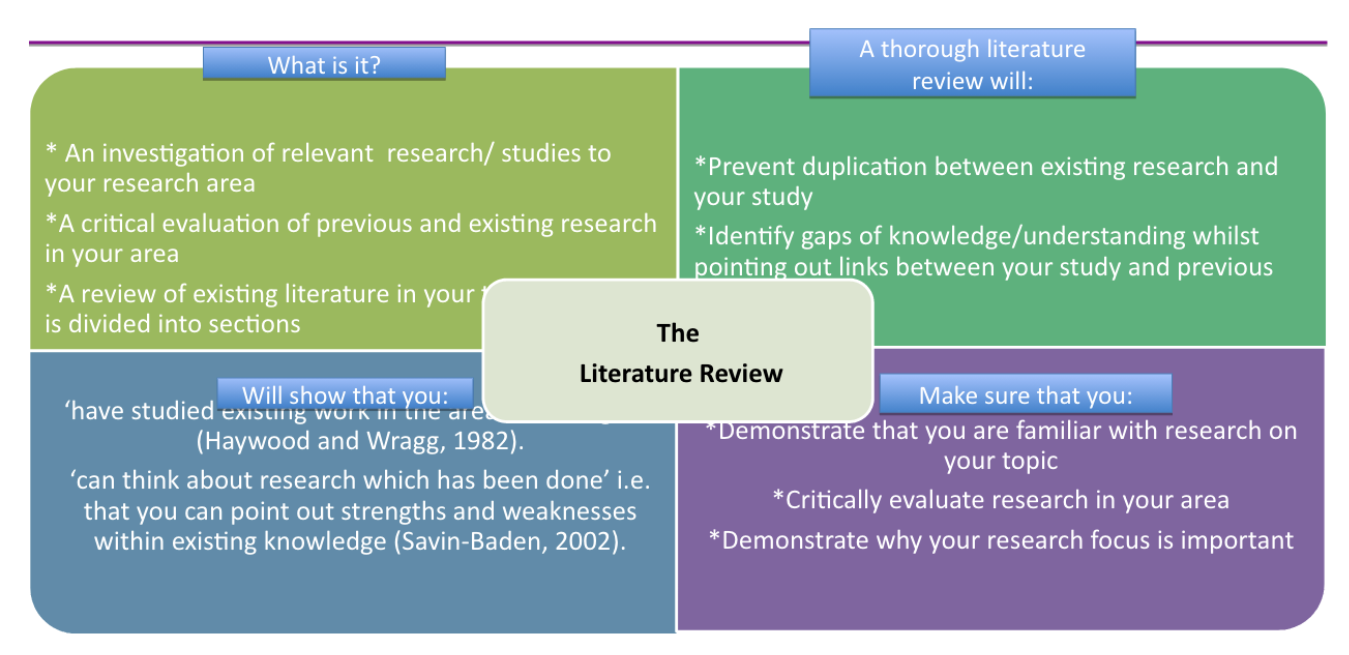 What is it?
* An investigation of relevant research/ studies to
your research area
*A critical evaluation of previous and existing research
in your area
*A review of existing literature in your
is divided into sections
A thorough literature
review will:
*Prevent duplication between existing research and
your study
*Identify gaps of knowledge/understanding whilst
pointing out links between your study and previous
The
Literature Review
Will show that you:
‘have studied existing work in the
(Haywood and Wragg, 1982).
‘can think about research which has been done’ i.e.
that you can point out strengths and weaknesses
within existing knowledge (Savin-Baden, 2002).
Make sure that you:
*Demonstrate that you are familiar with research on
your topic
*Critically evaluate research in your area
*Demonstrate why your research focus is important